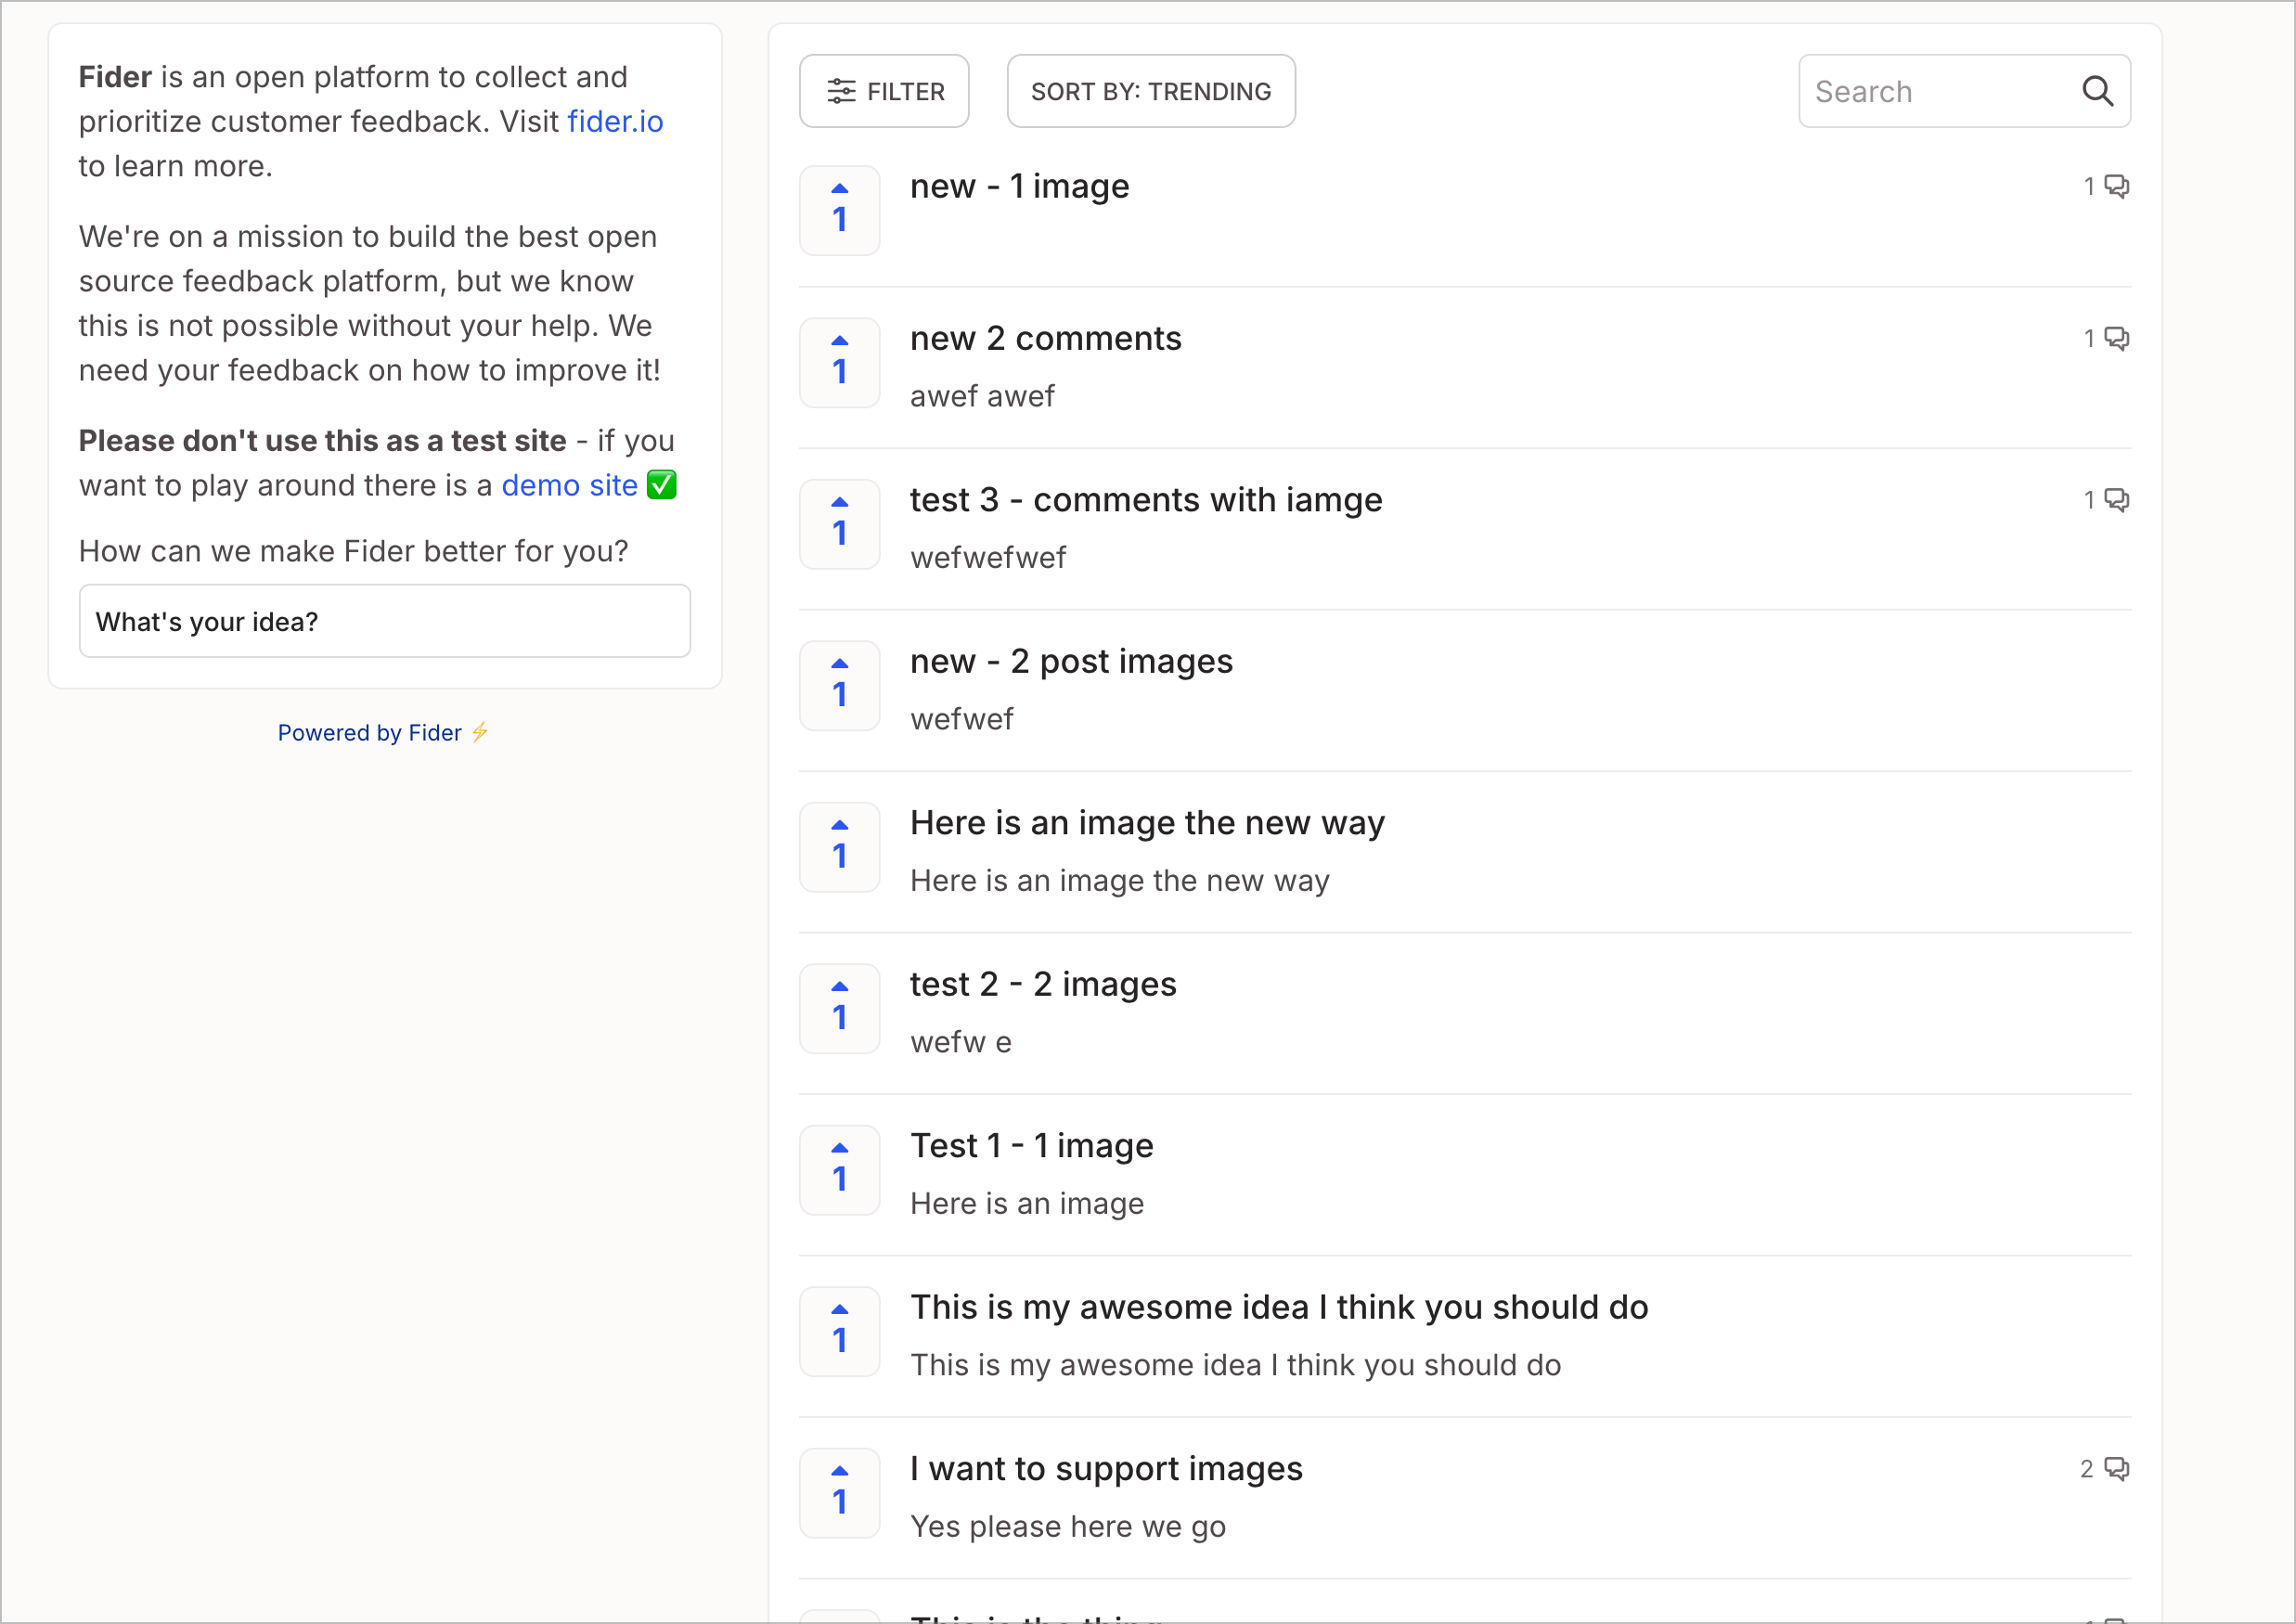 Fider is an open platform to collect and
prioritize customer feedback. Visit fider.io
to learn more.
We're on a mission to build the best open
source feedback platform, but we know
this is not possible without your help. We
need your feedback on how to improve it!
Please don't use this as a test site - if you
want to play around there is a demo site ✅
How can we make Fider better for you?
What's your idea?
Powered by Fider ⚡
FILTER
SORT BY: TRENDING
Search
1
new - 1 image
1
1
new 2 comments
1
awef awef
1
test 3 - comments with iamge
1
wefwefwef
1
new - 2 post images
wefwef
1
Here is an image the new way
Here is an image the new way
1
test 2 - 2 images
wefw e
1
Test 1 - 1 image
Here is an image
1
This is my awesome idea I think you should do
This is my awesome idea I think you should do
1
I want to support images
2
Yes please here we go